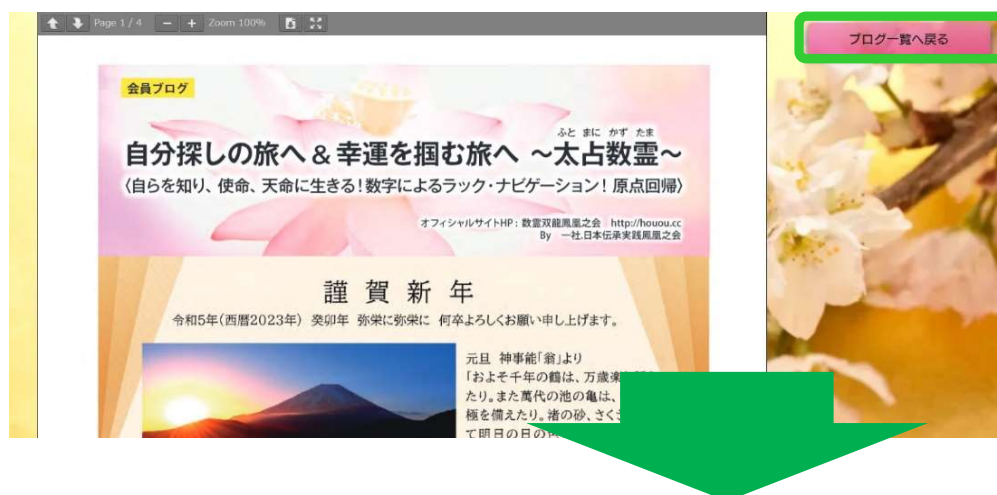 Page 1 / 4
Zoom 100%
ブログ一覧へ戻る
会員ブログ
ふと まに かず たま
自分探しの旅へ & 幸運を掴む旅へ ～太占数霊～
〈自らを知り、使命、天命に生きる！数字によるラック・ナビゲーション！ 原点回帰〉
オフィシャルサイトHP：数霊双龍鳳凰之会 http://houou.cc
By 一社.日本伝承実践鳳凰之会
謹 賀 新 年
令和5年(西暦2023年) 癸卯年 弥栄に弥栄に 何卒よろしくお願い申し上げます。
元旦 神事能「翁」より
「およそ千年の鶴は、万歳楽
たり。また萬代の池の亀は、
極を備えたり。渚の砂、さく
て明日の日の